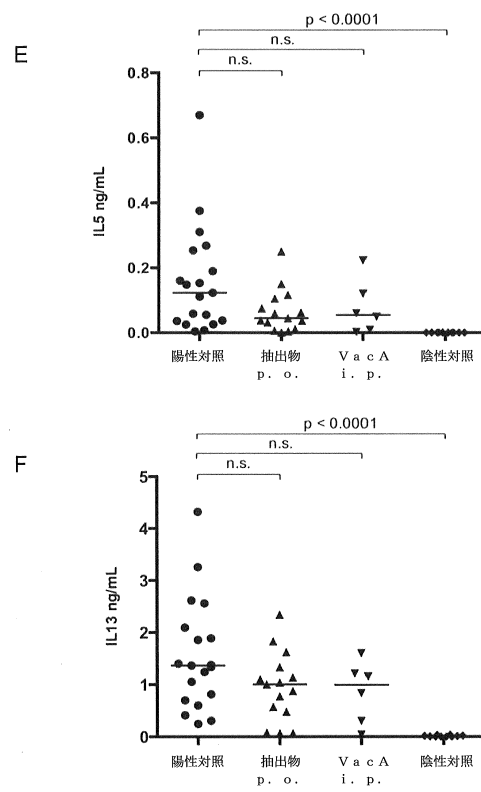 E
p < 0.0001
n.s.
n.s.
0.8
0.6
0.4
0.2
0.0
IL5 ng/mL
陽性対照 抽出物 VacA 陰性対照
p. o. i. p.
F
p < 0.0001
n.s.
n.s.
5
4
3
2
1
0
IL13 ng/mL
陽性対照 抽出物 VacA 陰性対照
p. o. i. p.